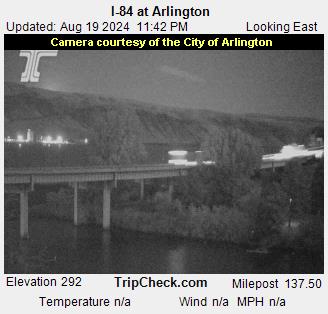 I-84 at Arlington
Updated: Aug 19 2024 11:42 PM Looking East
Camera courtesy of the City of Arlington
Elevation 292 TripCheck.com Milepost 137.50
Temperature n/a Wind n/a MPH n/a